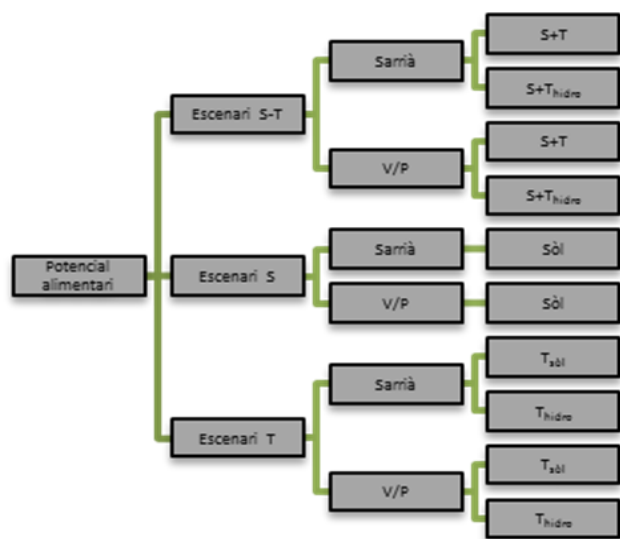 Potencial
alimentari
Escenari S-T
Sarrià
S+T
S+Thidro
V/P
S+T
S+Thidro
Escenari S
Sarrià
Sòl
V/P
Sòl
Escenari T
Sarrià
Tsòl
Thidro
V/P
Tsòl
Thidro